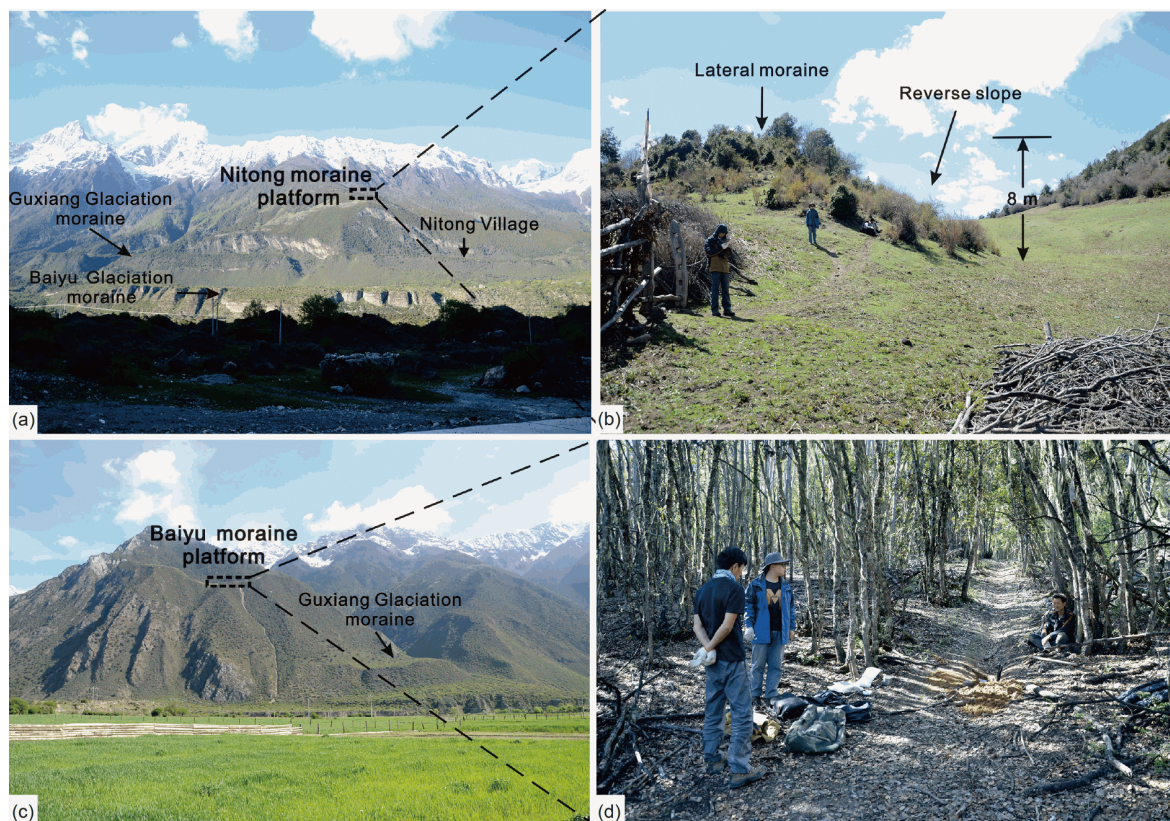 Nitong moraine
platform
Guxiang Glaciation
moraine
Nitong Village
Baiyu Glaciation
moraine
(a)
Lateral moraine
Reverse slope
8 m
(b)
Baiyu moraine
platform
Guxiang Glaciation
moraine
(c)
(d)